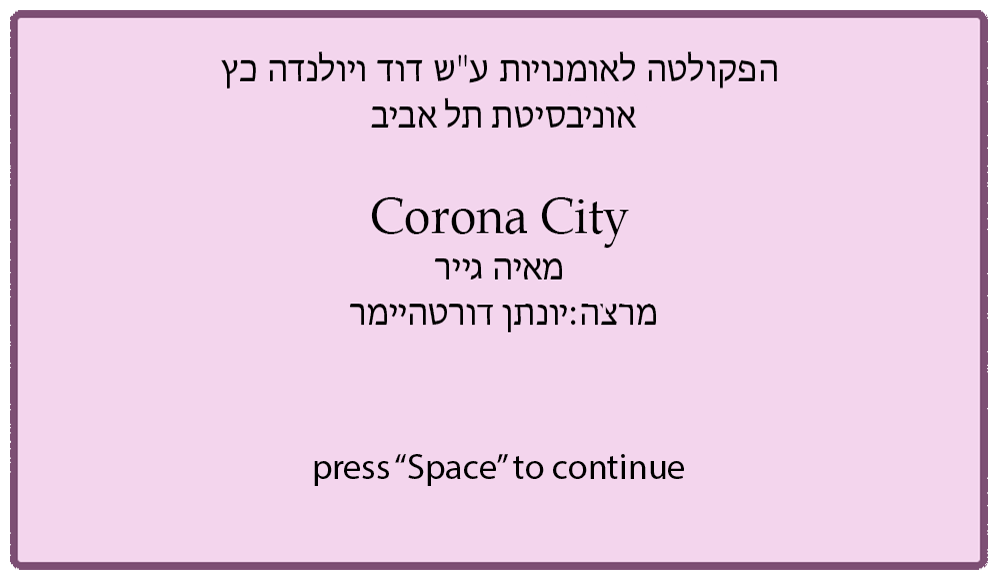 הפקולטה לאומנויות ע"ש דוד ויולנדה כץ
אוניבסיטת תל אביב
Corona City
מאיה גייר
מרצה:יונתן דורטהיימר
press “Space” to continue